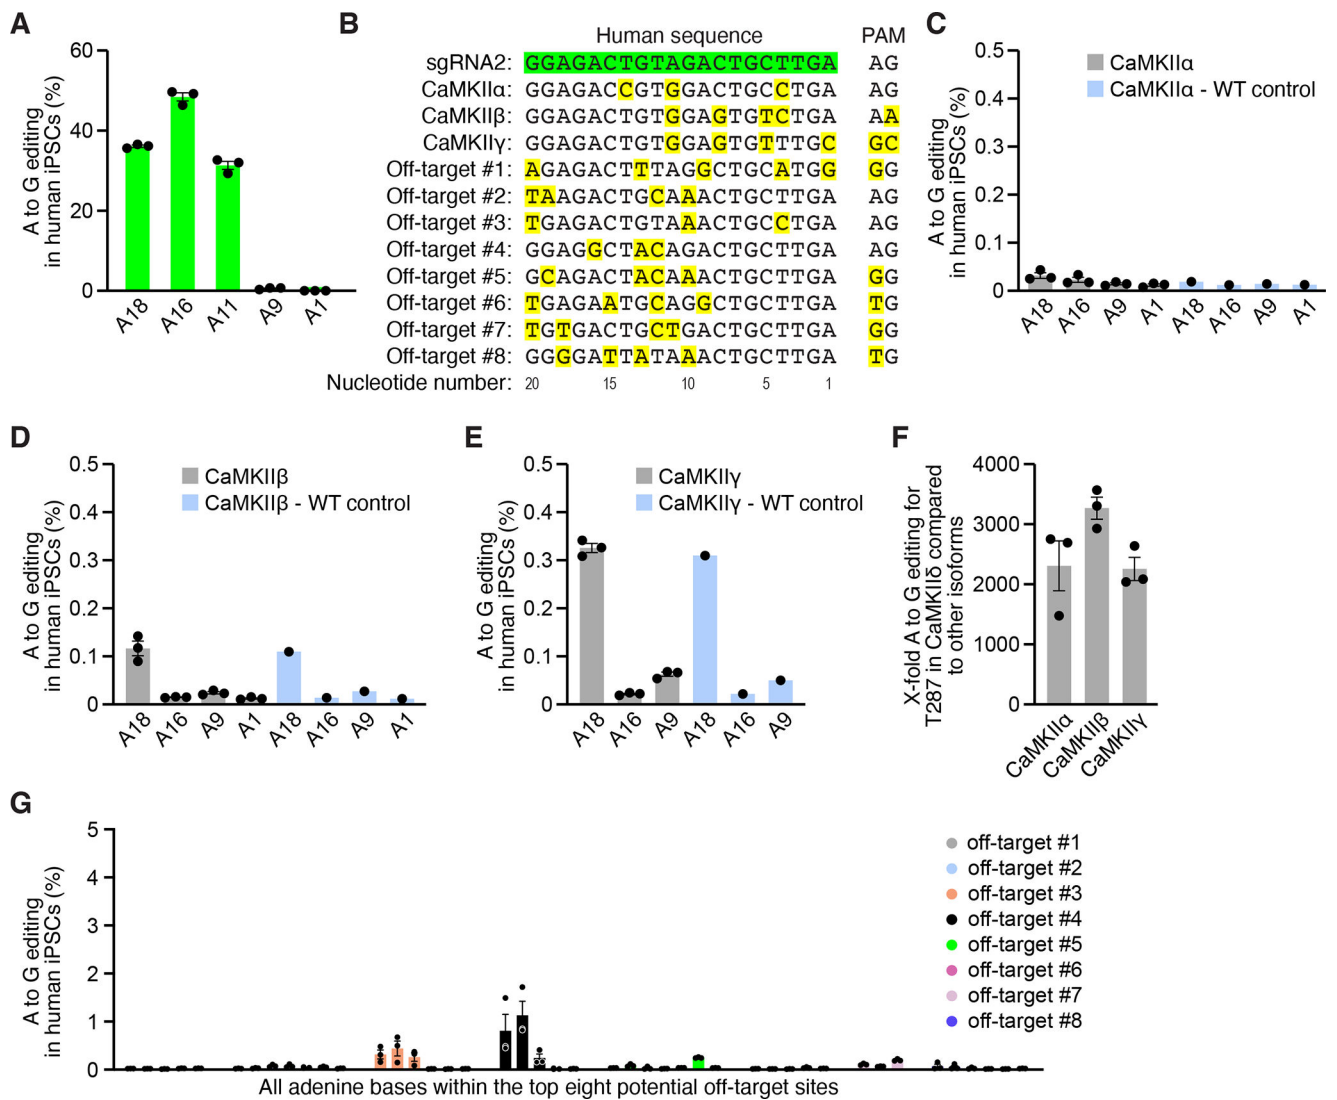 A
A to G editing
in human iPSCs (%)
60
40
20
0
A18 A16 A11 A9 A1
B
Human sequence PAM
sgRNA2: GGAGACTGTAGACTGCTTGA AG
CaMKIIα: GGAGACCGTGGACTGCCTGA AG
CaMKIIβ: GGAGACTGTGGAGTGTCTGA AA
CaMKIIγ: GGAGACTGTGGAGTGTTTGC GC
Off-target #1: AGAGACTTTAGGCTGCATGG GG
Off-target #2: TAAGACTGCAAACTGCTTGA AG
Off-target #3: TGAGACTGTAAACTGCCTGA AG
Off-target #4: GGAGGCTACAGACTGCTTGA AG
Off-target #5: GCAGACTACAAACTGCTTGA GG
Off-target #6: TGAGAATGCAGGCTGCTTGA TG
Off-target #7: TGTGACTGCTGACTGCTTGA GG
Off-target #8: GGGGATTATAAACTGCTTGA TG
Nucleotide number: 20 15 10 5 1
C
A to G editing
in human iPSCs (%)
0.5
0.4
0.3
0.2
0.1
0
CaMKIIα
CaMKIIα - WT control
A18 A16 A9 A1 A18 A16 A9 A1
D
A to G editing
in human iPSCs (%)
0.5
0.4
0.3
0.2
0.1
0
CaMKIIβ
CaMKIIβ - WT control
A18 A16 A9 A1 A18 A16 A9 A1
E
A to G editing
in human iPSCs (%)
0.5
0.4
0.3
0.2
0.1
0
CaMKIIγ
CaMKIIγ - WT control
A18 A16 A9 A18 A16 A9
F
X-fold A to G editing for
T287 in CaMKIIδ compared
to other isoforms
4000
3000
2000
1000
0
CaMKIIα CaMKIIβ CaMKIIγ
G
A to G editing
in human iPSCs (%)
5
4
3
2
1
0
All adenine bases within the top eight potential off-target sites
off-target #1
off-target #2
off-target #3
off-target #4
off-target #5
off-target #6
off-target #7
off-target #8